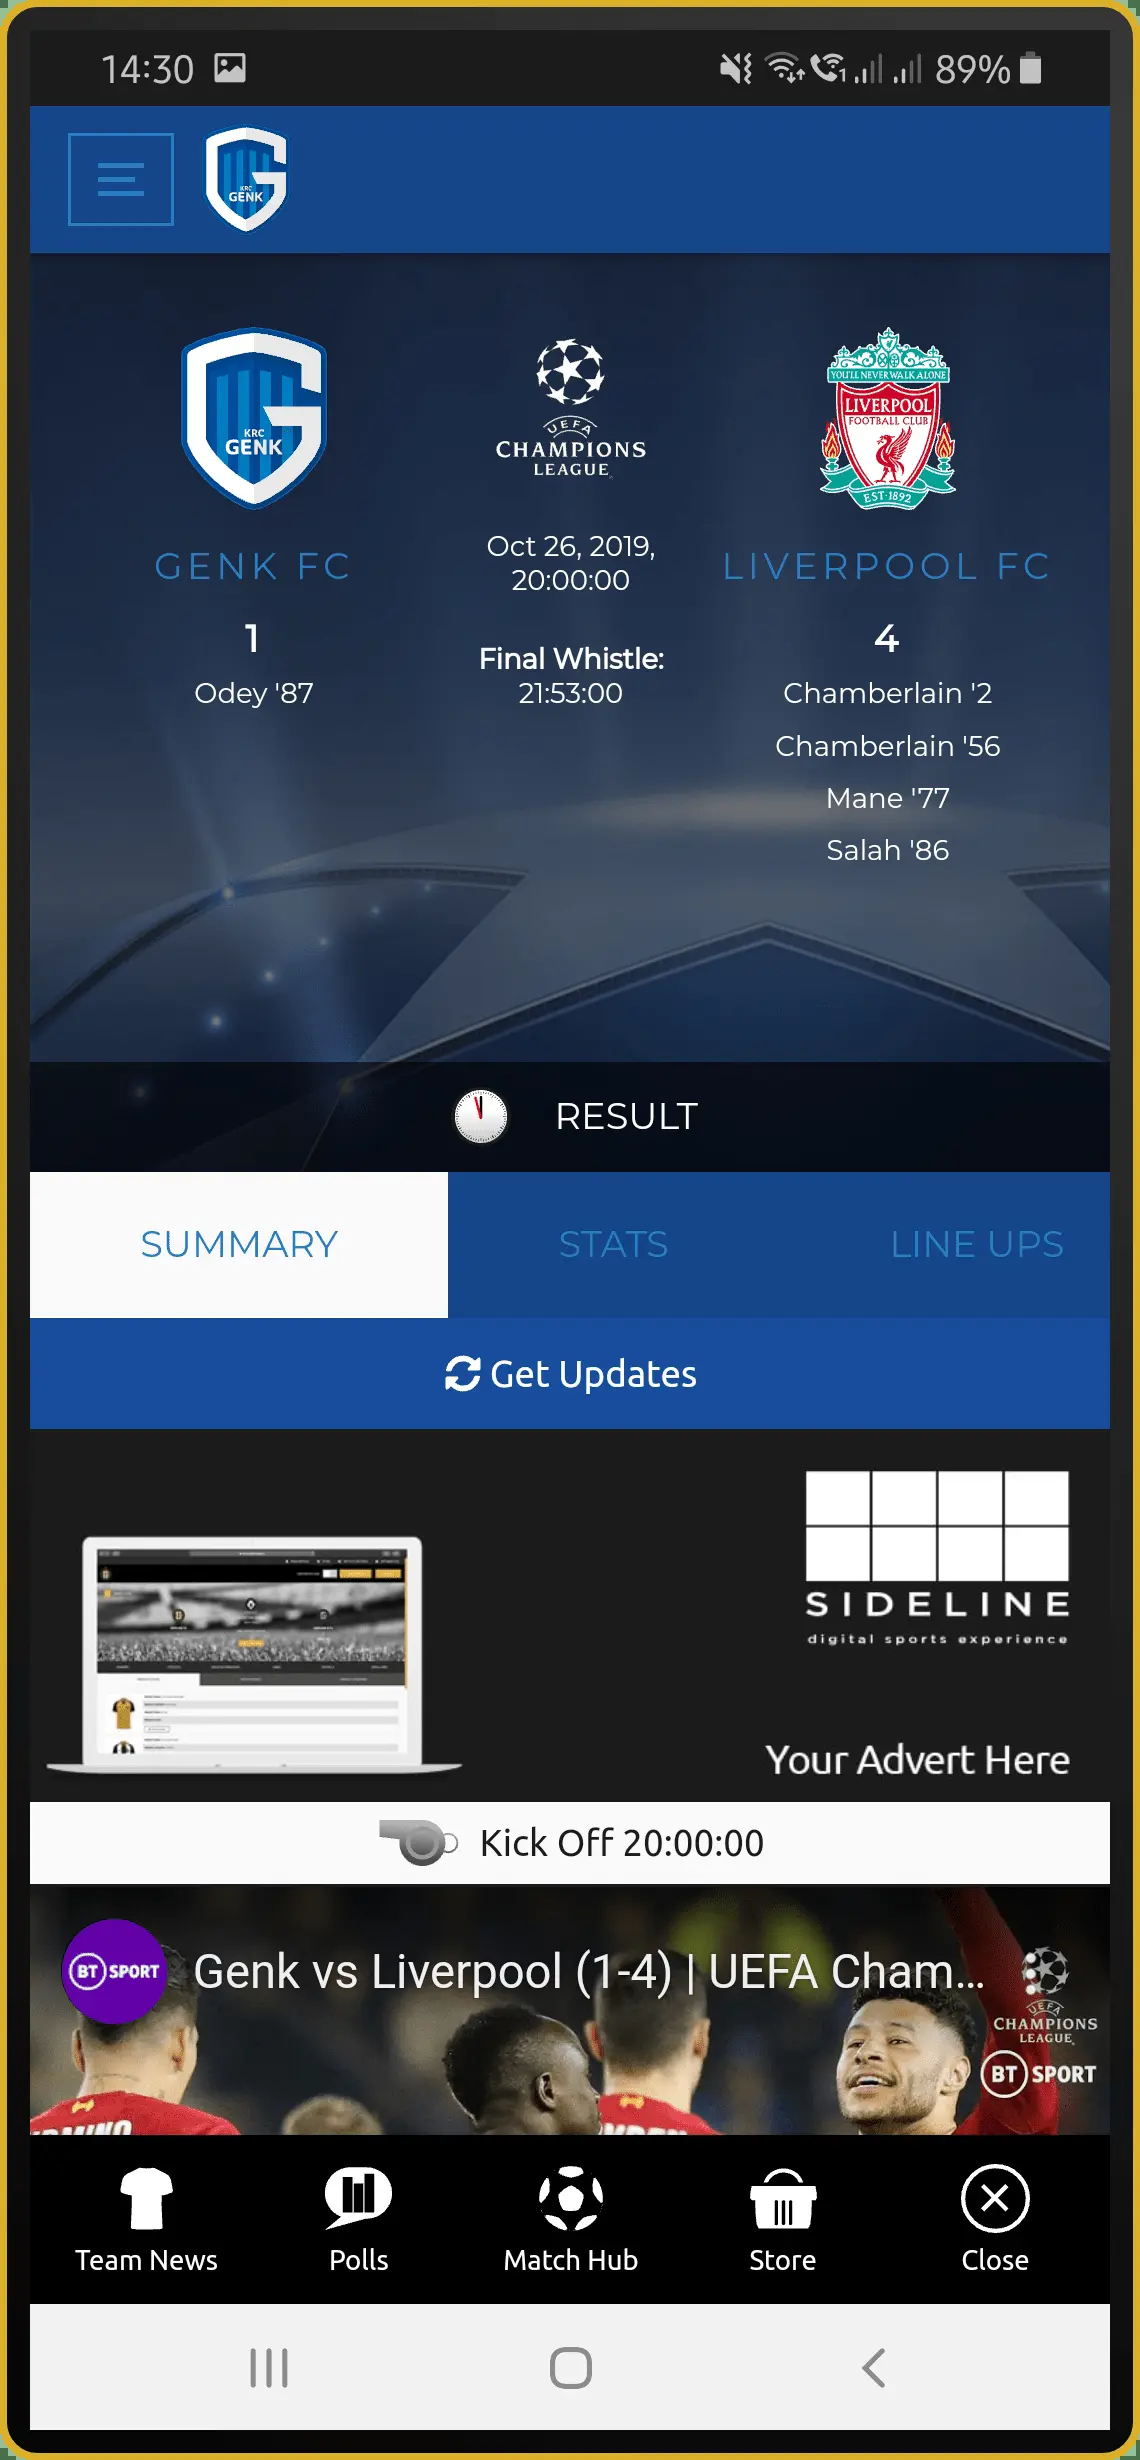 14:30
1
89%
KRC
GENK
KRC
GENK
UEFA
CHAMPIONS
LEAGUE
YOU'LL NEVER WALK ALONE
LIVERPOOL
FOOTBALL CLUB
EST·1892
GENK FC
Oct 26, 2019,
20:00:00
LIVERPOOL FC
1
Final Whistle:
21:53:00
4
Odey '87
Chamberlain '2
Chamberlain '56
Mane '77
Salah '86
RESULT
SUMMARY
STATS
LINE UPS
Get Updates
SIDELINE
digital sports experience
Your Advert Here
Kick Off 20:00:00
BT SPORT
Genk vs Liverpool (1-4) | UEFA Cham...
UEFA
CHAMPIONS
LEAGUE
BT SPORT
Team News
Polls
Match Hub
Store
Close